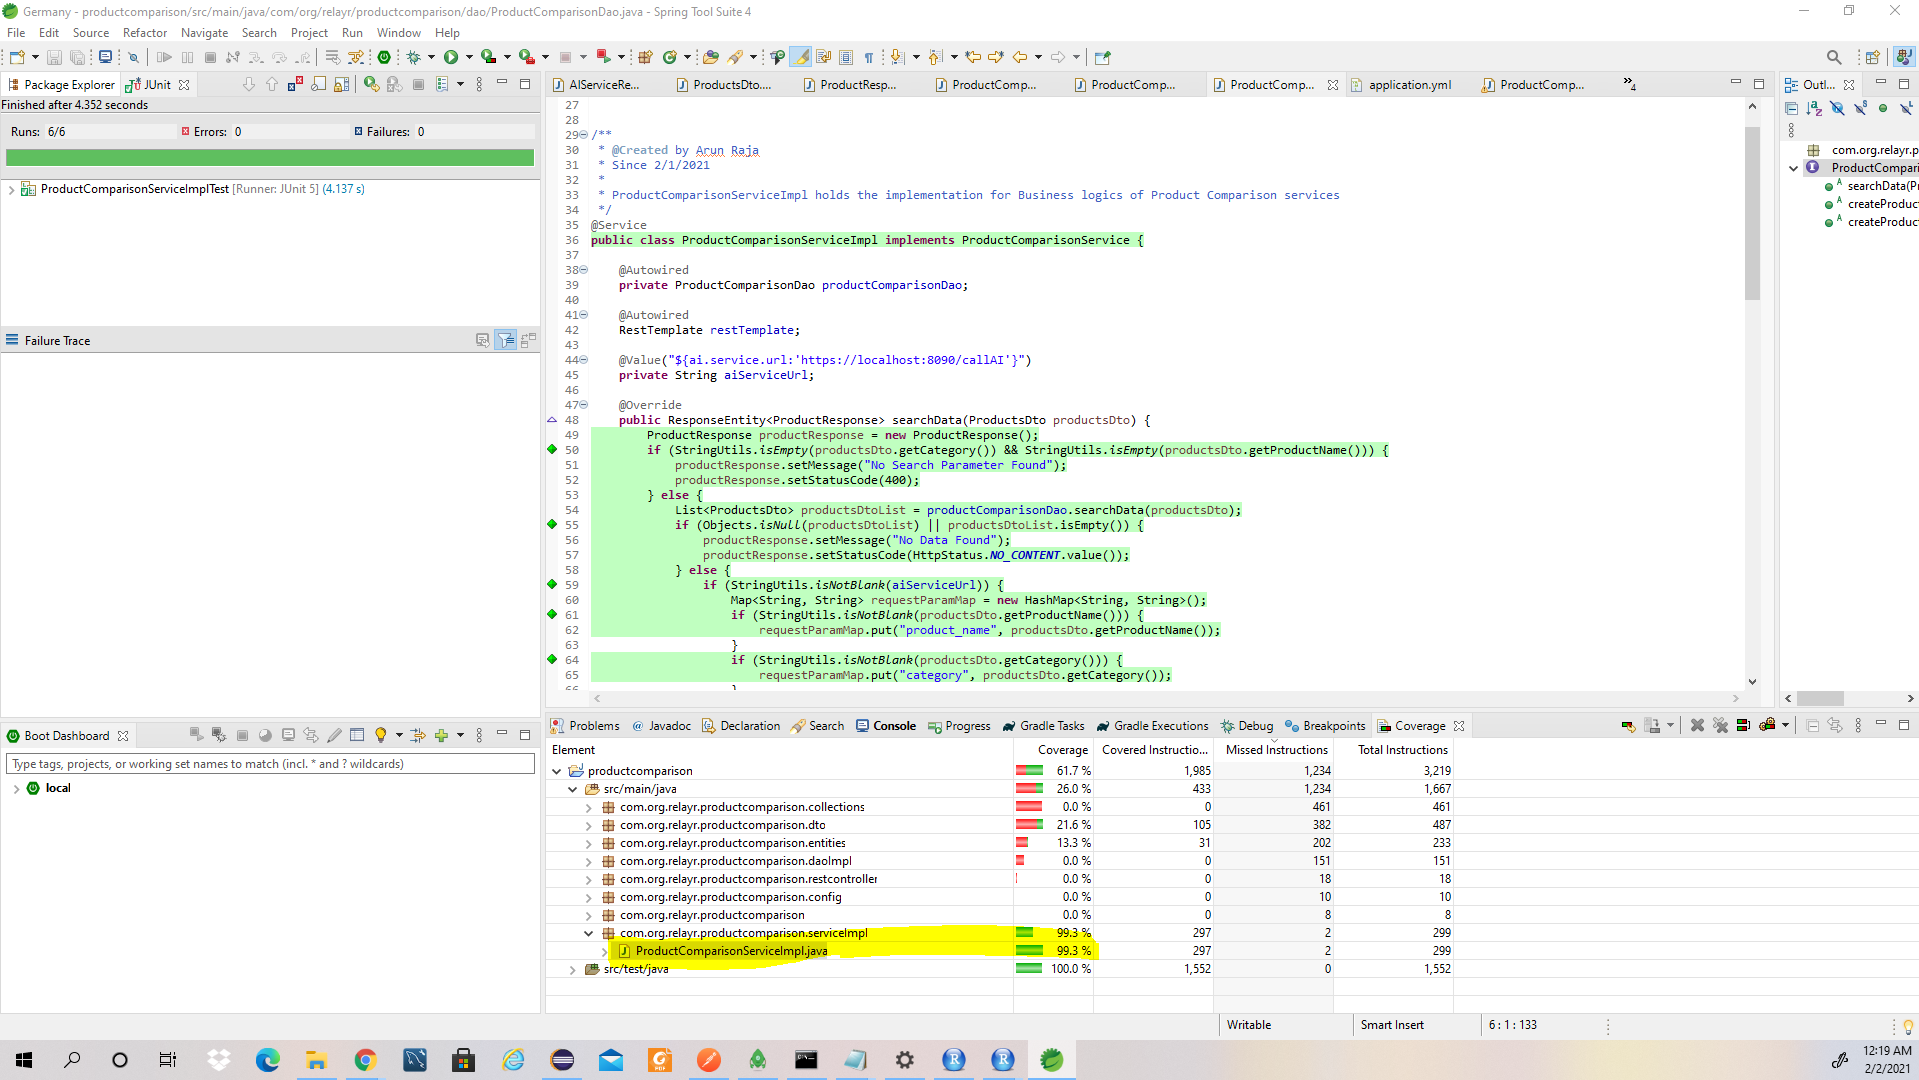 Germany - productcomparison/src/main/java/com/org/relayr/productcomparison/dao/ProductComparisonDao.java - Spring Tool Suite 4
File Edit Source Refactor Navigate Search Project Run Window Help
Package Explorer JUnit
Finished after 4.352 seconds
Runs: 6/6 Errors: 0 Failures: 0
ProductComparisonServiceImplTest [Runner: JUnit 5] (4.137 s)
Failure Trace
Boot Dashboard
Type tags, projects, or working set names to match (incl. * and ? wildcards)
local
AIServiceRe... ProductsDto.... ProductResp... ProductComp... ProductComp... ProductComp... application.yml ProductComp... »4
27
28
29 /**
30 * @Created by Arun Raja
31 * Since 2/1/2021
32 *
33 * ProductComparisonServiceImpl holds the implementation for Business logics of Product Comparison services
34 */
35 @Service
36 public class ProductComparisonServiceImpl implements ProductComparisonService {
37
38 @Autowired
39 private ProductComparisonDao productComparisonDao;
40
41 @Autowired
42 RestTemplate restTemplate;
43
44 @Value("${ai.service.url:'https://localhost:8090/callAI'}")
45 private String aiServiceUrl;
46
47 @Override
48 public ResponseEntity<ProductResponse> searchData(ProductsDto productsDto) {
49 ProductResponse productResponse = new ProductResponse();
50 if (StringUtils.isEmpty(productsDto.getCategory()) && StringUtils.isEmpty(productsDto.getProductName())) {
51 productResponse.setMessage("No Search Parameter Found");
52 productResponse.setStatusCode(400);
53 } else {
54 List<ProductsDto> productsDtoList = productComparisonDao.searchData(productsDto);
55 if (Objects.isNull(productsDtoList) || productsDtoList.isEmpty()) {
56 productResponse.setMessage("No Data Found");
57 productResponse.setStatusCode(HttpStatus.NO_CONTENT.value());
58 } else {
59 if (StringUtils.isNotBlank(aiServiceUrl)) {
60 Map<String, String> requestParamMap = new HashMap<String, String>();
61 if (StringUtils.isNotBlank(productsDto.getProductName())) {
62 requestParamMap.put("product_name", productsDto.getProductName());
63 }
64 if (StringUtils.isNotBlank(productsDto.getCategory())) {
65 requestParamMap.put("category", productsDto.getCategory());
66 }
Outl...
com.org.relayr.p
ProductCompari
searchData(P
createProduc
createProduc
Problems @ Javadoc Declaration Search Console Progress Gradle Tasks Gradle Executions Debug Breakpoints Coverage
Element Coverage Covered Instructio... Missed Instructions Total Instructions
productcomparison 61.7 % 1,985 1,234 3,219
src/main/java 26.0 % 433 1,234 1,667
com.org.relayr.productcomparison.collections 0.0 % 0 461 461
com.org.relayr.productcomparison.dto 21.6 % 105 382 487
com.org.relayr.productcomparison.entities 13.3 % 31 202 233
com.org.relayr.productcomparison.daoImpl 0.0 % 0 151 151
com.org.relayr.productcomparison.restcontroller 0.0 % 0 18 18
com.org.relayr.productcomparison.config 0.0 % 0 10 10
com.org.relayr.productcomparison 0.0 % 0 8 8
com.org.relayr.productcomparison.serviceImpl 99.3 % 297 2 299
ProductComparisonServiceImpl.java 99.3 % 297 2 299
src/test/java 100.0 % 1,552 0 1,552
Writable Smart Insert 6 : 1 : 133
12:19 AM
2/2/2021